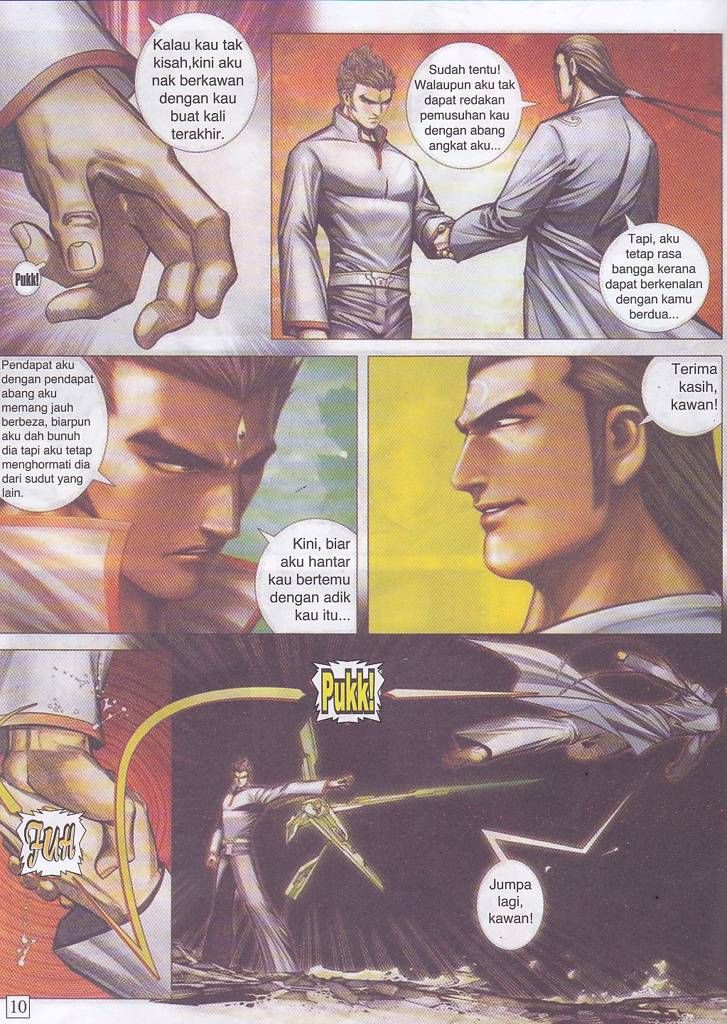 Kalau kau tak
kisah,kini aku
nak berkawan
dengan kau
buat kali
terakhir.
Pukk!
Sudah tentu!
Walaupun aku tak
dapat redakan
pemusuhan kau
dengan abang
angkat aku...
Tapi, aku
tetap rasa
bangga kerana
dapat berkenalan
dengan kamu
berdua...
Pendapat aku
dengan pendapat
abang aku
memang jauh
berbeza, biarpun
aku dah bunuh
dia tapi aku tetap
menghormati dia
dari sudut yang
lain.
Kini, biar
aku hantar
kau bertemu
dengan adik
kau itu...
Terima
kasih,
kawan!
FUH
Pukk!
Jumpa
lagi,
kawan!
10